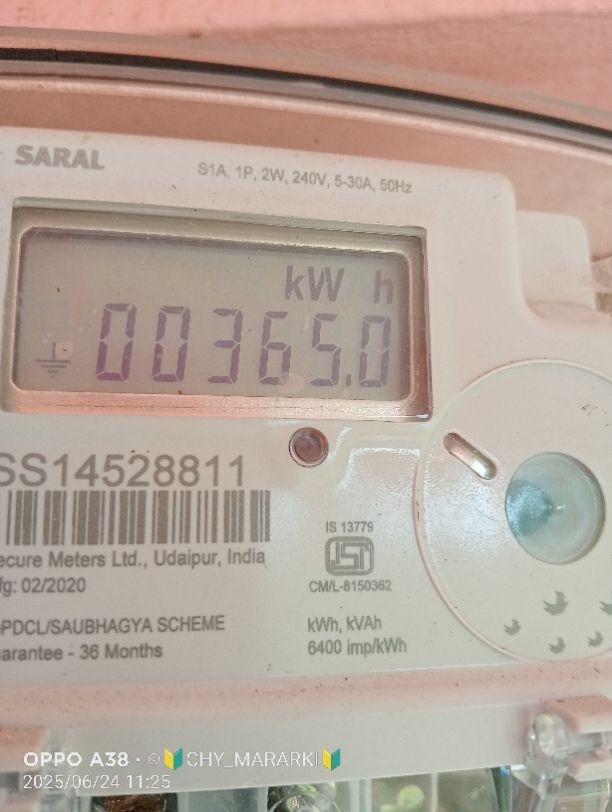 SARAL
S1A, 1P, 2W, 240V, 5-30A, 50Hz
kW h
00365.0
SS14528811
ecure Meters Ltd., Udaipur, India
fg: 02/2020
PDCL/SAUBHAGYA SCHEME
arantee - 36 Months
IS 13779
ISI
CM/L-8150362
kWh, kVAh
6400 imp/kWh
OPPO A38 · ©🔰CHY_MARARKI🔰
2025/06/24 11:25